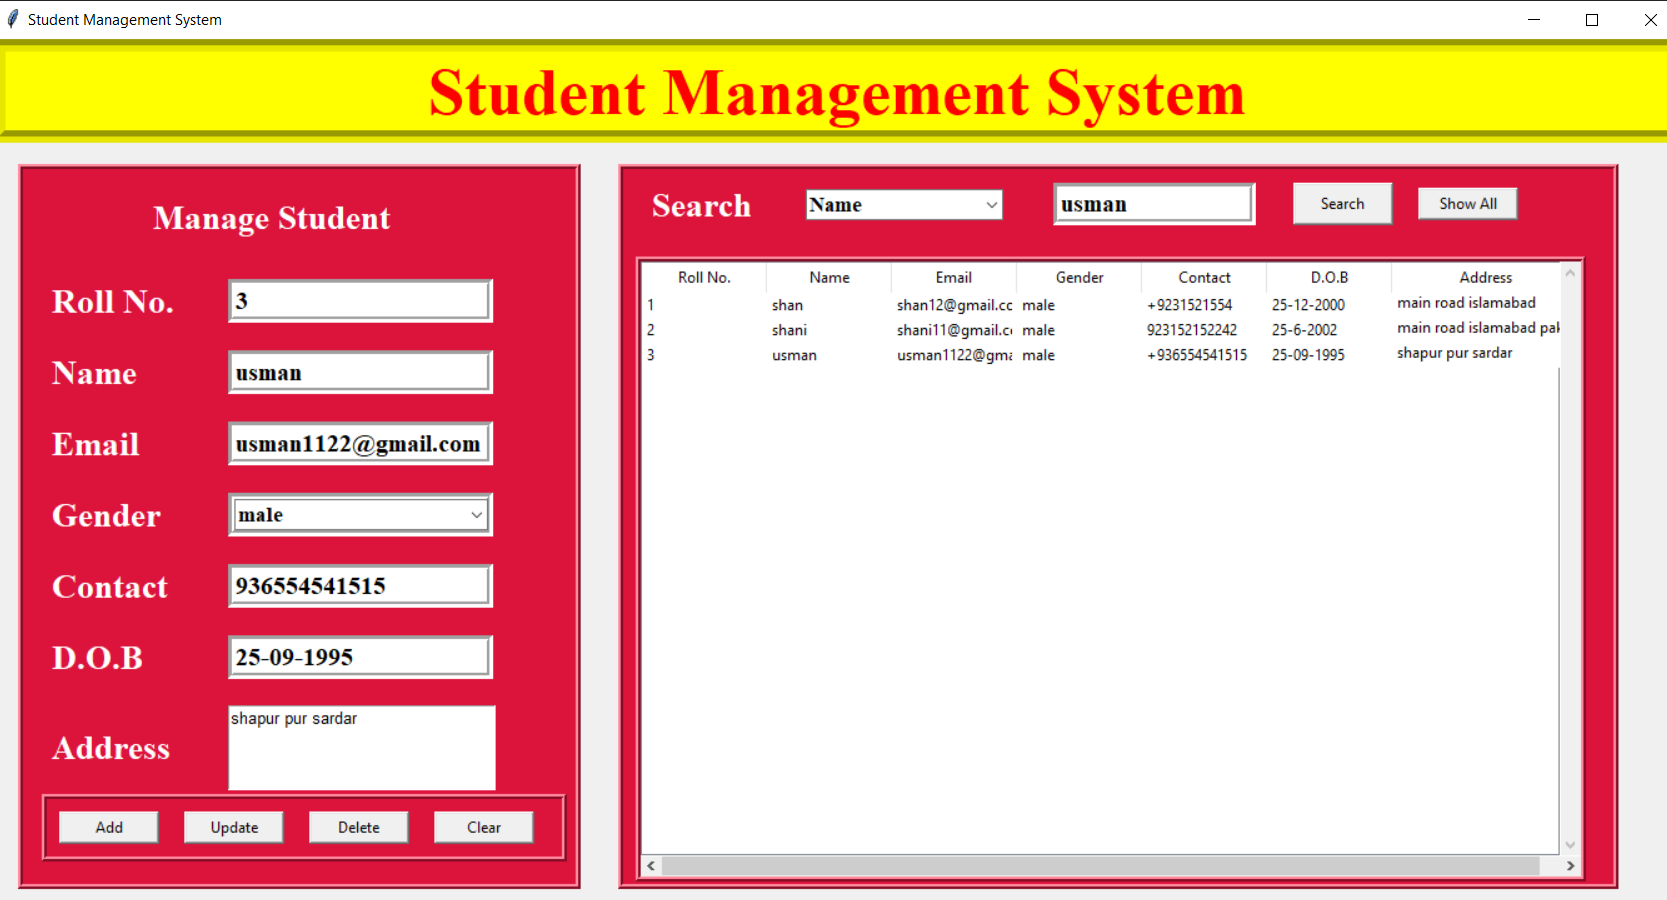 Student Management System
Student Management System
Manage Student
Roll No. 3
Name usman
Email usman1122@gmail.com
Gender male
Contact 936554541515
D.O.B 25-09-1995
Address shapur pur sardar
Add Update Delete Clear
Search Name usman Search Show All
Roll No. Name Email Gender Contact D.O.B Address
1 shan shan12@gmail.cc male +9231521554 25-12-2000 main road islamabad
2 shani shani11@gmail.c male 923152152242 25-6-2002 main road islamabad pak
3 usman usman1122@gma male +936554541515 25-09-1995 shapur pur sardar